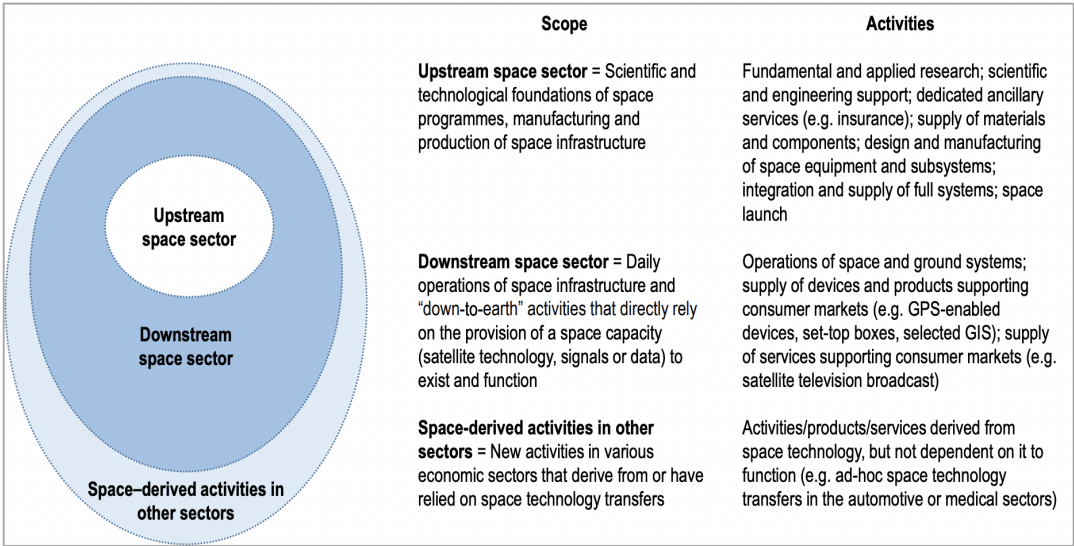 Scope
Activities
Upstream
space sector
Downstream
space sector
Space–derived activities in
other sectors
Upstream space sector = Scientific and
technological foundations of space
programmes, manufacturing and
production of space infrastructure
Fundamental and applied research; scientific
and engineering support; dedicated ancillary
services (e.g. insurance); supply of materials
and components; design and manufacturing
of space equipment and subsystems;
integration and supply of full systems; space
launch
Downstream space sector = Daily
operations of space infrastructure and
“down-to-earth” activities that directly rely
on the provision of a space capacity
(satellite technology, signals or data) to
exist and function
Operations of space and ground systems;
supply of devices and products supporting
consumer markets (e.g. GPS-enabled
devices, set-top boxes, selected GIS); supply
of services supporting consumer markets (e.g.
satellite television broadcast)
Space-derived activities in other
sectors = New activities in various
economic sectors that derive from or have
relied on space technology transfers
Activities/products/services derived from
space technology, but not dependent on it to
function (e.g. ad-hoc space technology
transfers in the automotive or medical sectors)